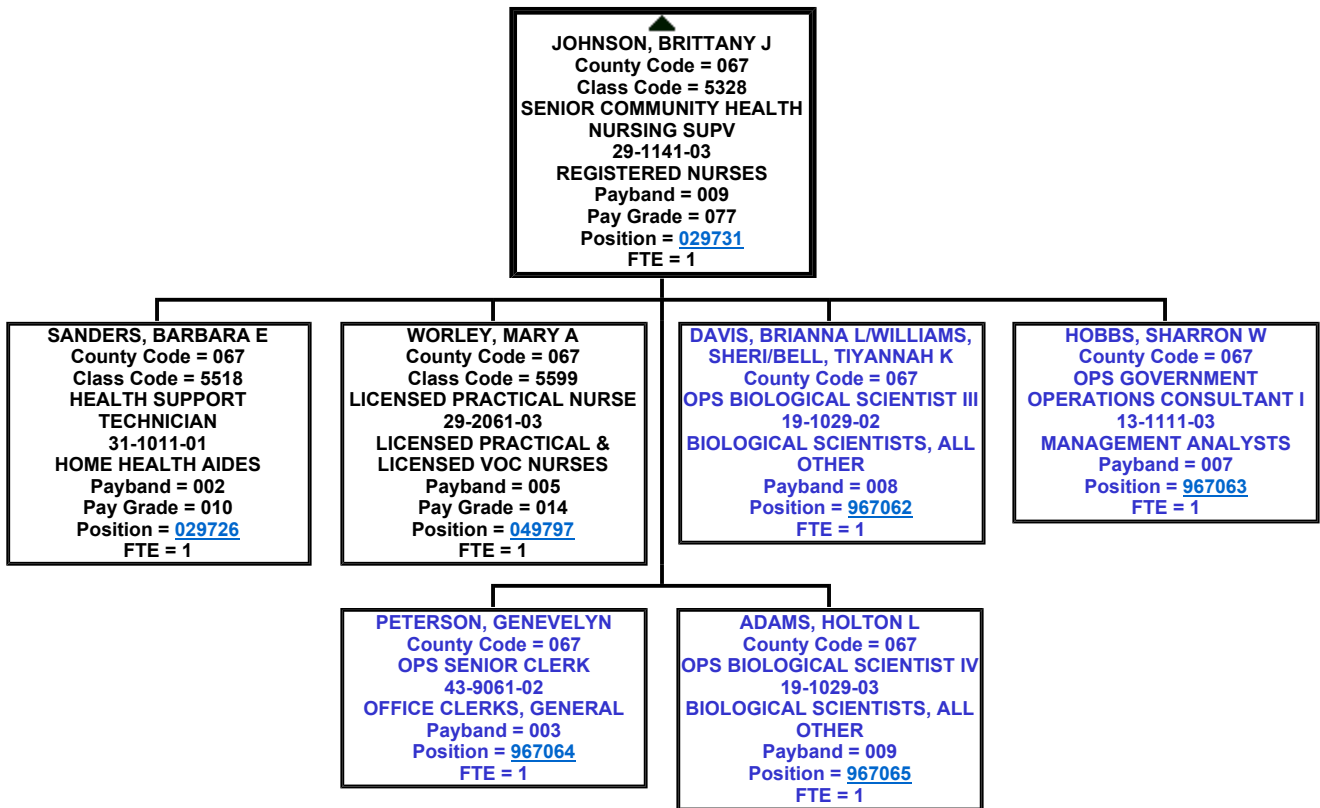 JOHNSON, BRITTANY J
County Code = 067
Class Code = 5328
SENIOR COMMUNITY HEALTH
NURSING SUPV
29-1141-03
REGISTERED NURSES
Payband = 009
Pay Grade = 077
Position = 029731
FTE = 1
SANDERS, BARBARA E
County Code = 067
Class Code = 5518
HEALTH SUPPORT
TECHNICIAN
31-1011-01
HOME HEALTH AIDES
Payband = 002
Pay Grade = 010
Position = 029726
FTE = 1
WORLEY, MARY A
County Code = 067
Class Code = 5599
LICENSED PRACTICAL NURSE
29-2061-03
LICENSED PRACTICAL &
LICENSED VOC NURSES
Payband = 005
Pay Grade = 014
Position = 049797
FTE = 1
DAVIS, BRIANNA L/WILLIAMS,
SHERI/BELL, TIYANNAH K
County Code = 067
OPS BIOLOGICAL SCIENTIST III
19-1029-02
BIOLOGICAL SCIENTISTS, ALL
OTHER
Payband = 008
Position = 967062
FTE = 1
HOBBS, SHARRON W
County Code = 067
OPS GOVERNMENT
OPERATIONS CONSULTANT I
13-1111-03
MANAGEMENT ANALYSTS
Payband = 007
Position = 967063
FTE = 1
PETERSON, GENEVELYN
County Code = 067
OPS SENIOR CLERK
43-9061-02
OFFICE CLERKS, GENERAL
Payband = 003
Position = 967064
FTE = 1
ADAMS, HOLTON L
County Code = 067
OPS BIOLOGICAL SCIENTIST IV
19-1029-03
BIOLOGICAL SCIENTISTS, ALL
OTHER
Payband = 009
Position = 967065
FTE = 1